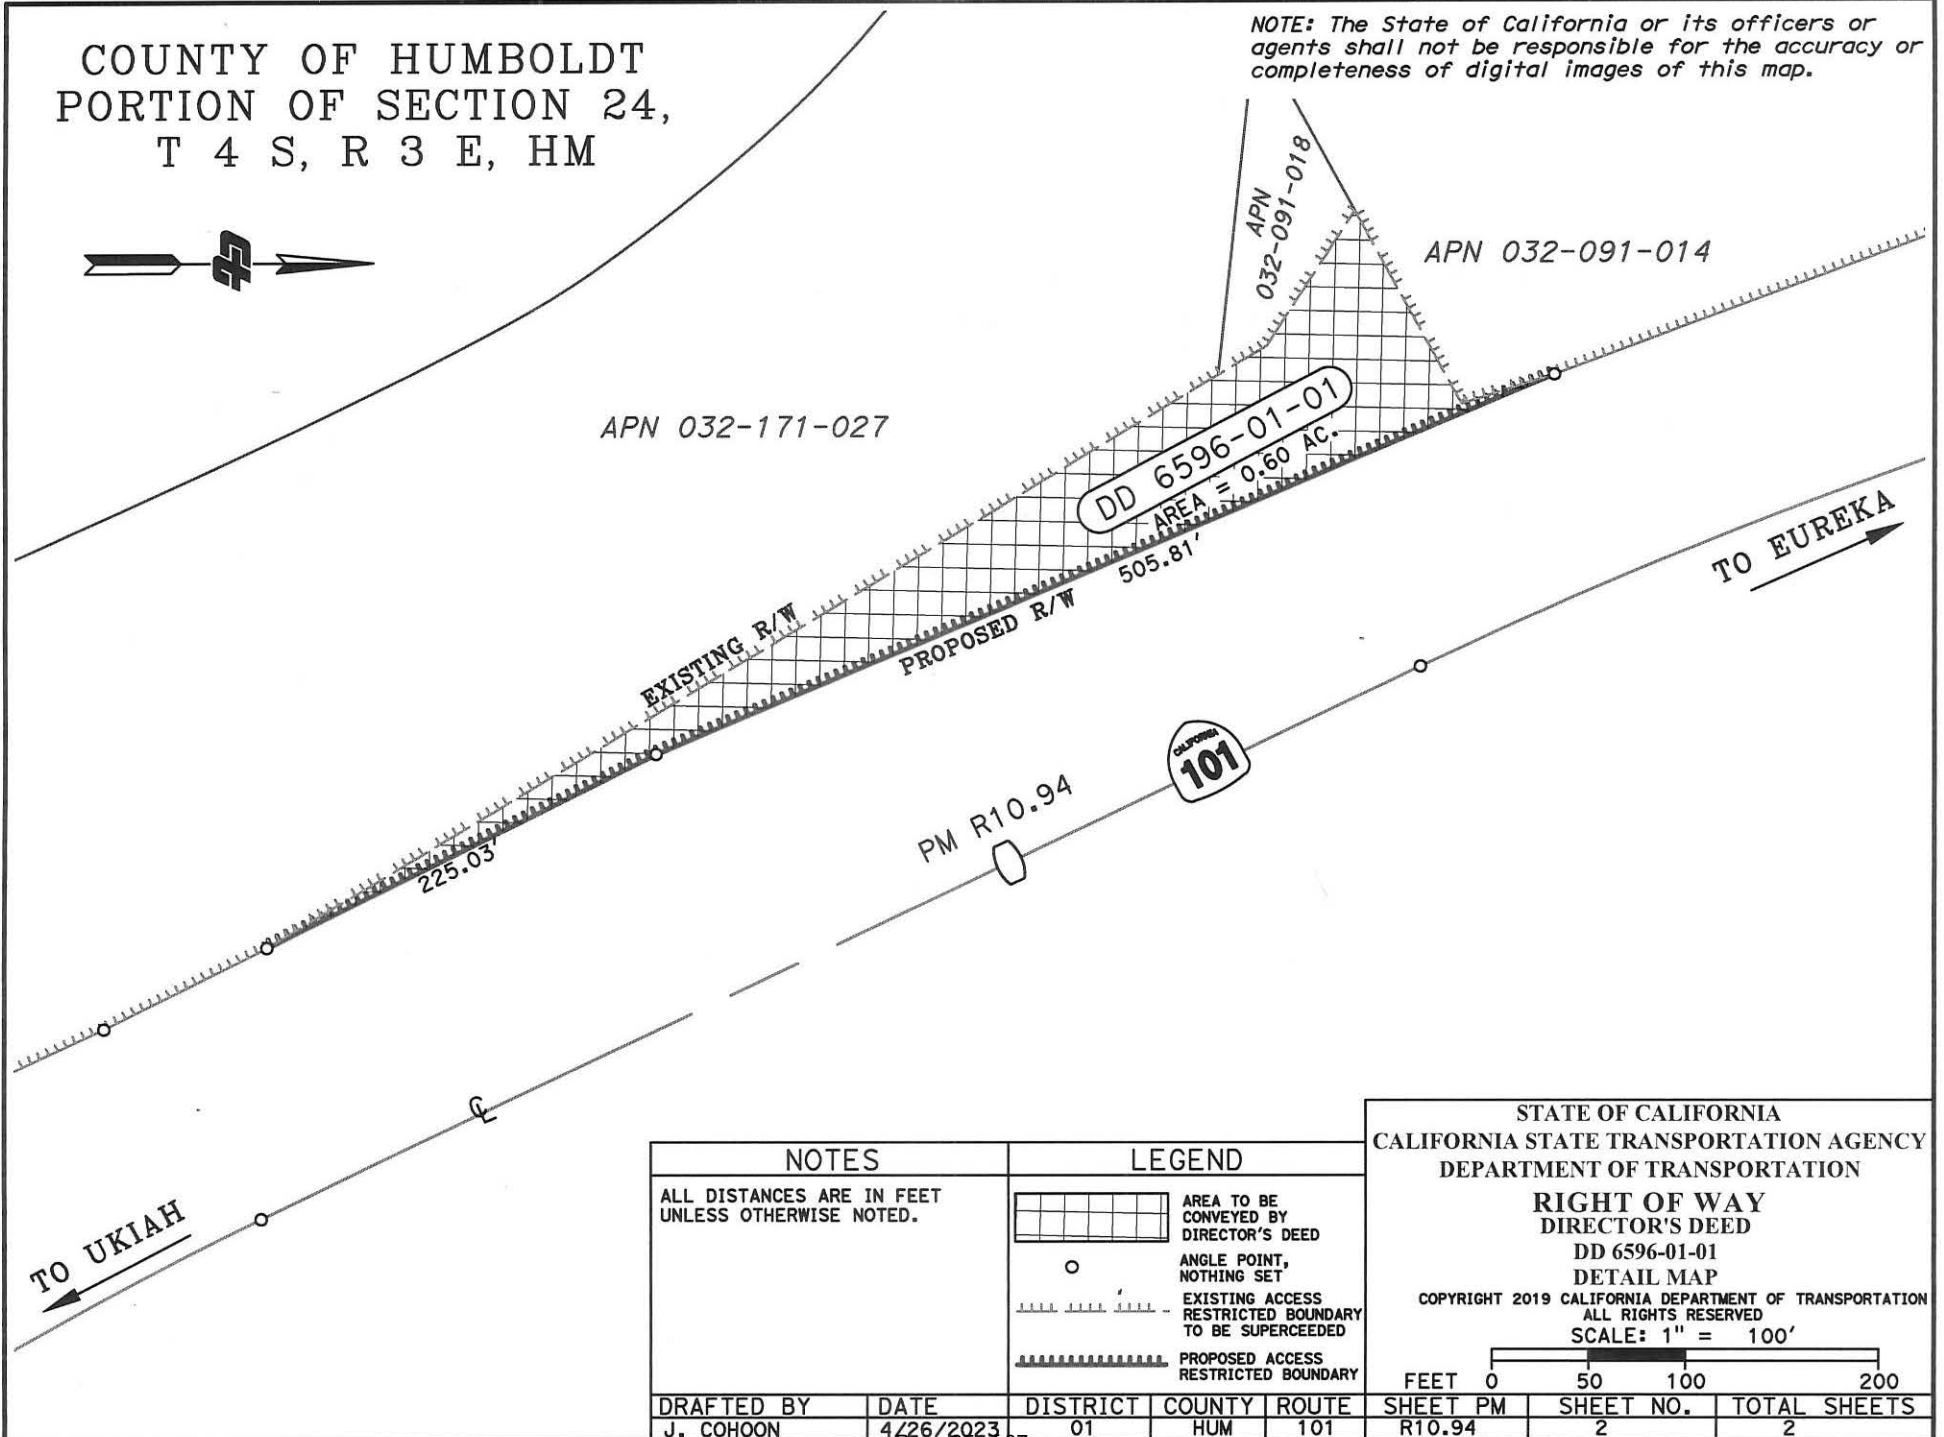 COUNTY OF HUMBOLDT
PORTION OF SECTION 24,
T 4 S, R 3 E, HM
NOTE: The State of California or its officers or
agents shall not be responsible for the accuracy or
completeness of digital images of this map.
APN
032-091-018
APN 032-091-014
APN 032-171-027
DD 6596-01-01
AREA = 0.60 AC.
505.81'
EXISTING R/W
PROPOSED R/W
225.03'
TO EUREKA
CALIFORNIA
101
PM R10.94
CL
TO UKIAH
NOTES
ALL DISTANCES ARE IN FEET
UNLESS OTHERWISE NOTED.
LEGEND
AREA TO BE
CONVEYED BY
DIRECTOR'S DEED
ANGLE POINT,
NOTHING SET
EXISTING ACCESS
RESTRICTED BOUNDARY
TO BE SUPERCEEDED
PROPOSED ACCESS
RESTRICTED BOUNDARY
STATE OF CALIFORNIA
CALIFORNIA STATE TRANSPORTATION AGENCY
DEPARTMENT OF TRANSPORTATION
RIGHT OF WAY
DIRECTOR'S DEED
DD 6596-01-01
DETAIL MAP
COPYRIGHT 2019 CALIFORNIA DEPARTMENT OF TRANSPORTATION
ALL RIGHTS RESERVED
SCALE: 1" = 100'
FEET 0 50 100 200
DRAFTED BY DATE DISTRICT COUNTY ROUTE SHEET PM SHEET NO. TOTAL SHEETS
J. COHOON 4/26/2023 01 HUM 101 R10.94 2 2